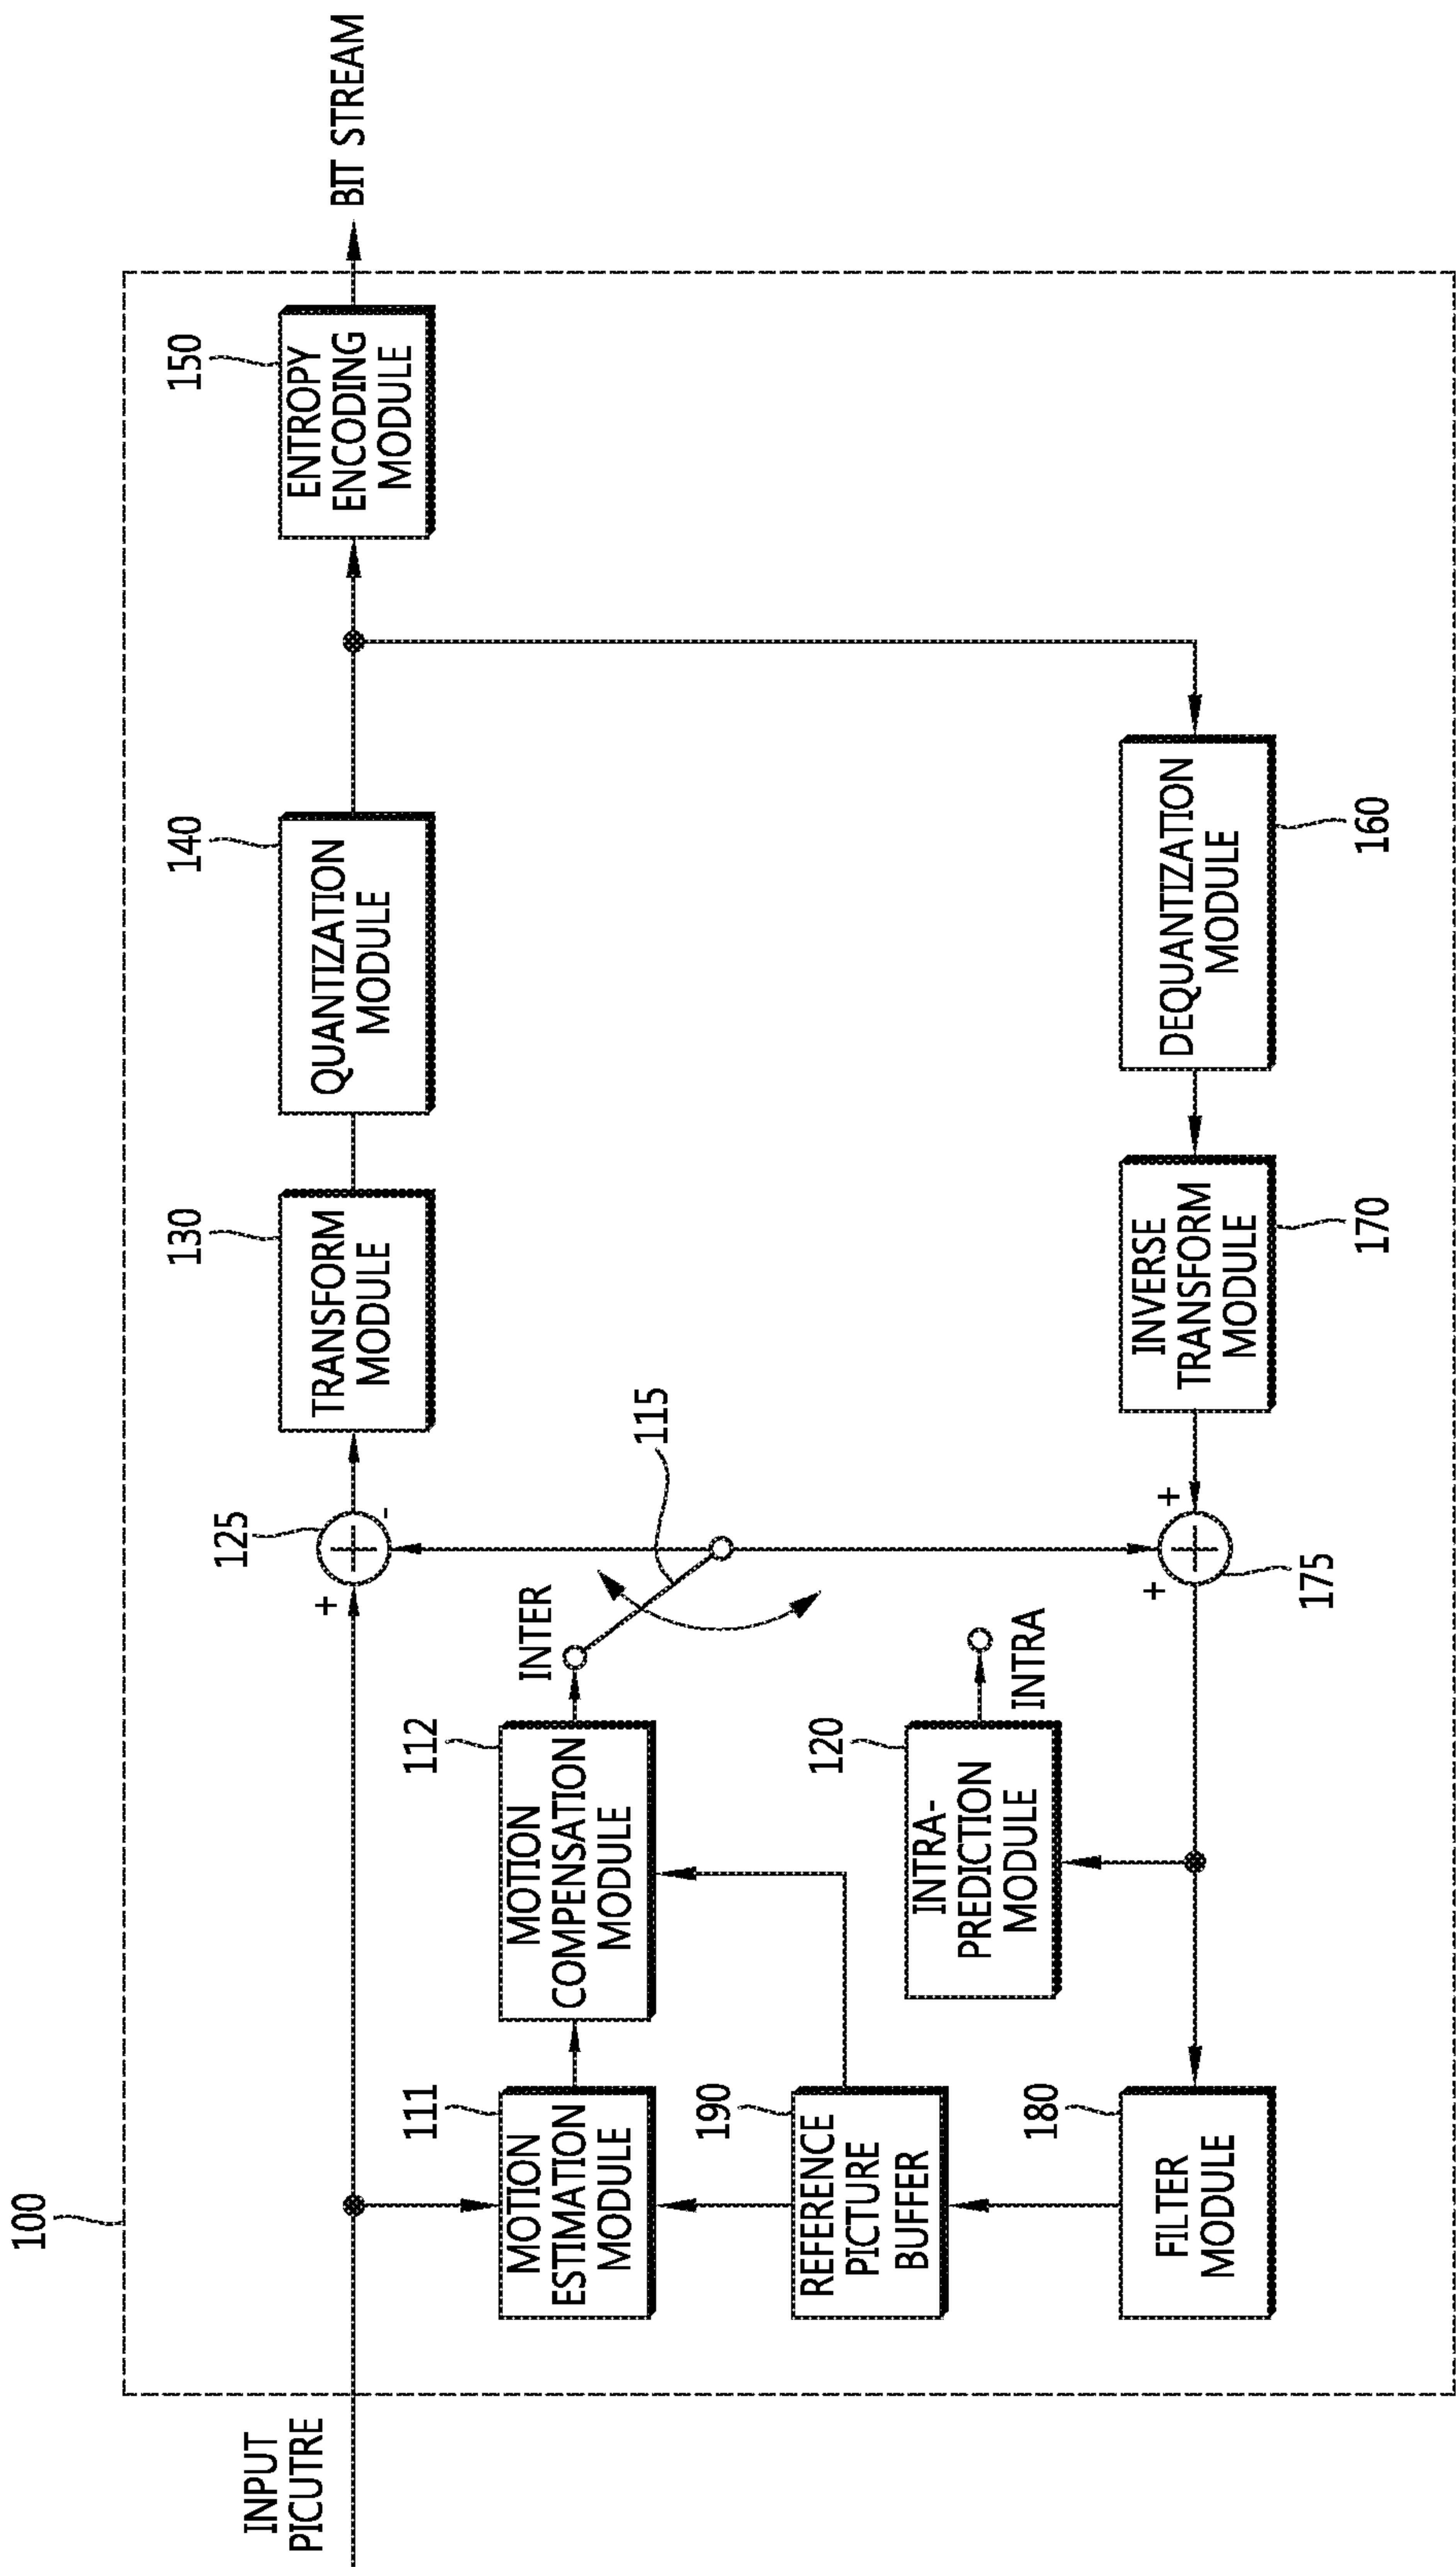 100
INPUT
PICUTRE
125
+
-
130
TRANSFORM
MODULE
140
QUANTIZATION
MODULE
150
ENTROPY
ENCODING
MODULE
BIT STREAM
111
MOTION
ESTIMATION
MODULE
112
MOTION
COMPENSATION
MODULE
INTER
115
190
REFERENCE
PICTURE
BUFFER
120
INTRA-
PREDICTION
MODULE
INTRA
180
FILTER
MODULE
+
+
175
INVERSE
TRANSFORM
MODULE
170
DEQUANTIZATION
MODULE
160